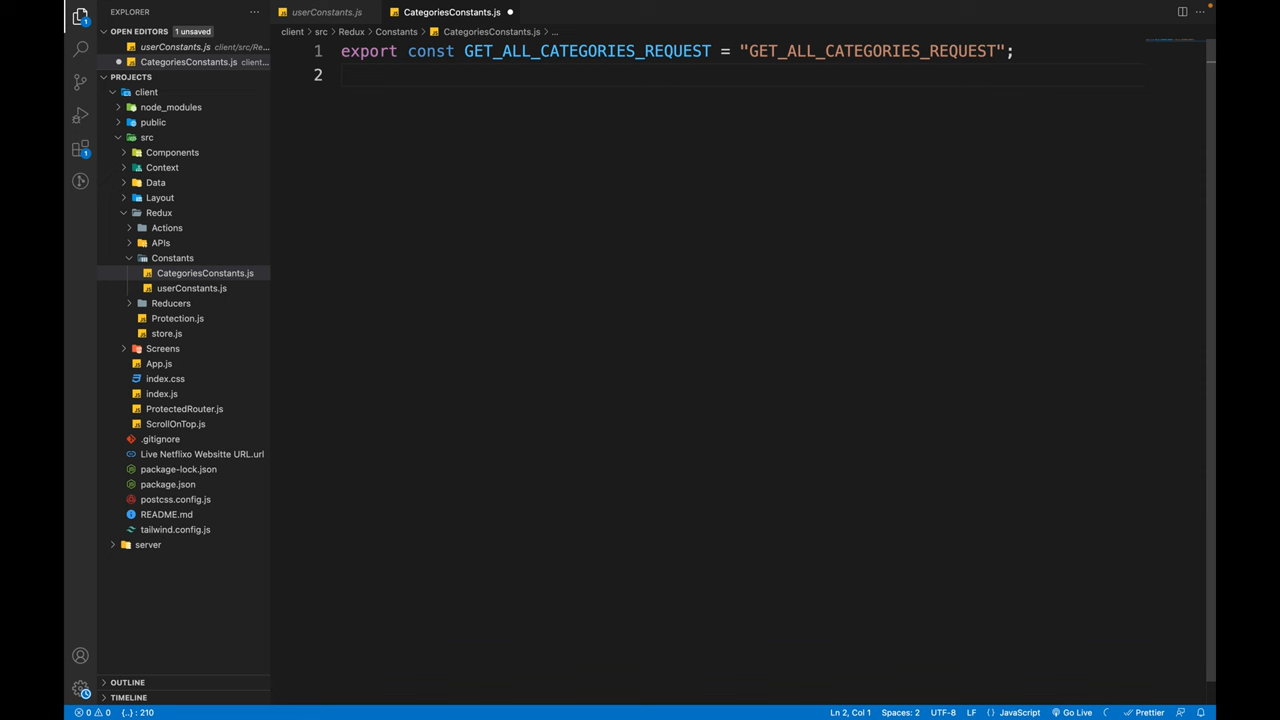 EXPLORER
OPEN EDITORS 1 unsaved
userConstants.js client/src/Re...
CategoriesConstants.js client...
PROJECTS
client
node_modules
public
src
Components
Context
Data
Layout
Redux
Actions
APIs
Constants
CategoriesConstants.js
userConstants.js
Reducers
Protection.js
store.js
Screens
App.js
index.css
index.js
ProtectedRouter.js
ScrollOnTop.js
.gitignore
Live Netflixo Websitte URL.url
package-lock.json
package.json
postcss.config.js
README.md
tailwind.config.js
server
OUTLINE
TIMELINE
userConstants.js CategoriesConstants.js
client > src > Redux > Constants > CategoriesConstants.js > ...
1 export const GET_ALL_CATEGORIES_REQUEST = "GET_ALL_CATEGORIES_REQUEST";
2
0 0 {..} : 210 Ln 2, Col 1 Spaces: 2 UTF-8 LF {} JavaScript Go Live Prettier